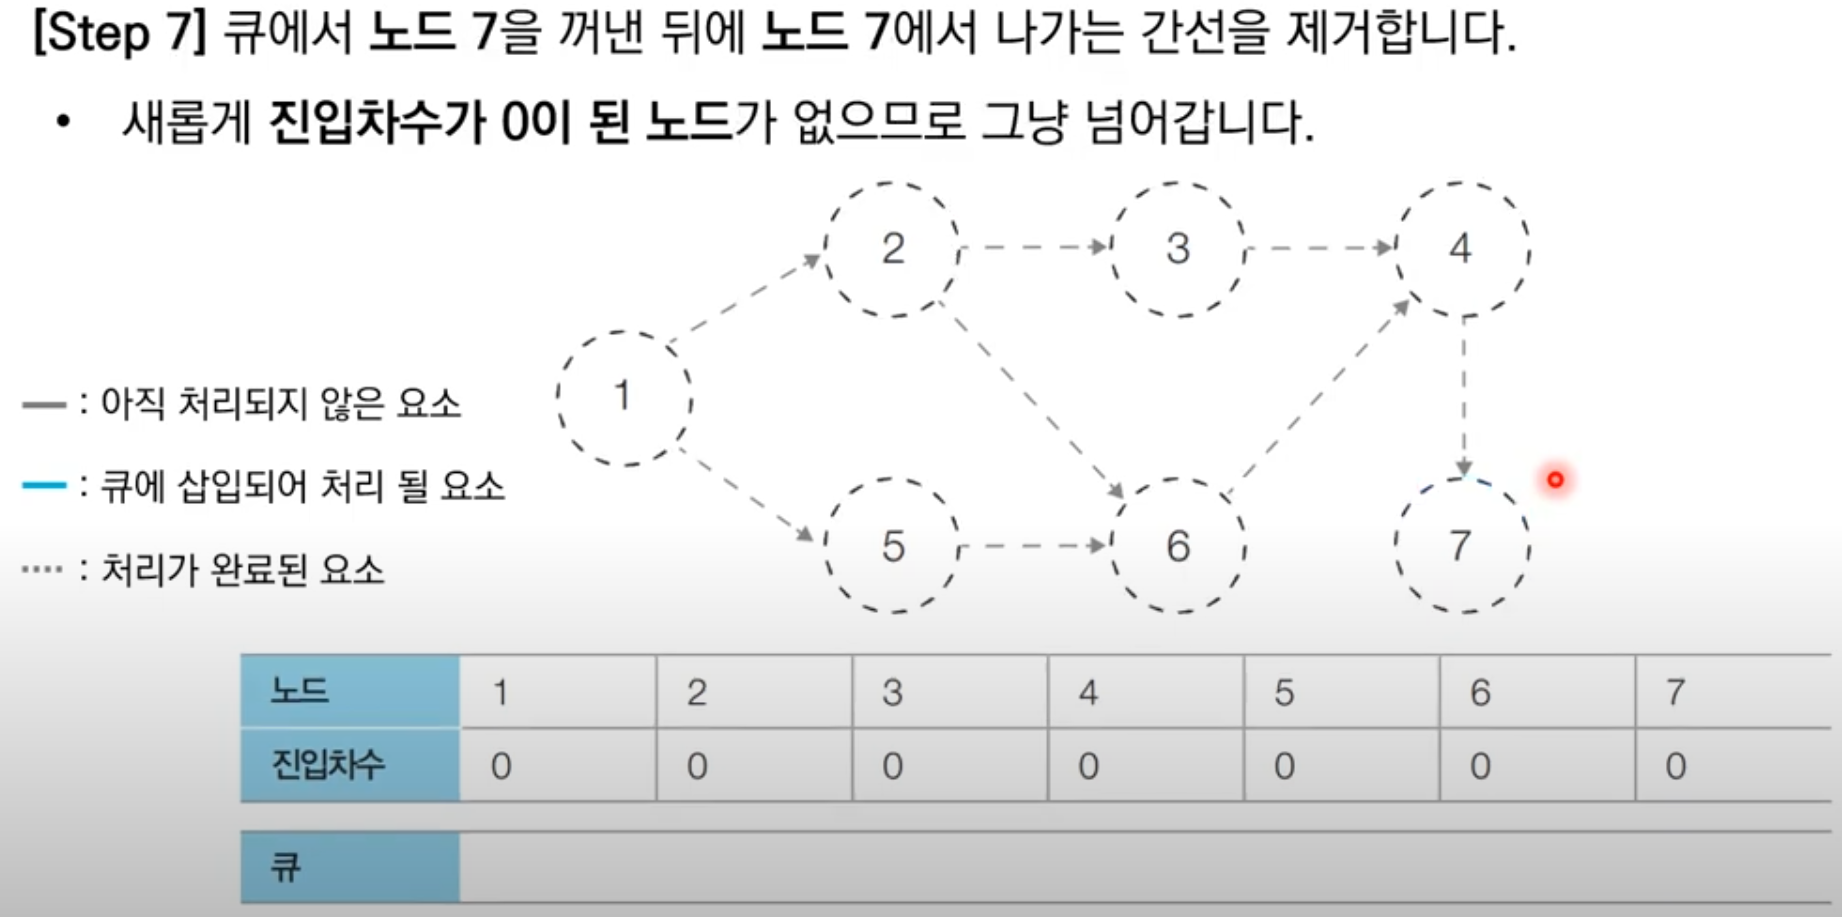 [Step 7] 큐에서 노드 7을 꺼낸 뒤에 노드 7에서 나가는 간선을 제거합니다.
• 새롭게 진입차수가 0이 된 노드가 없으므로 그냥 넘어갑니다.
2 3 4
1
: 아직 처리되지 않은 요소
: 큐에 삽입되어 처리 될 요소
5 6 7
: 처리가 완료된 요소
노드 1 2 3 4 5 6 7
진입차수 0 0 0 0 0 0 0
큐